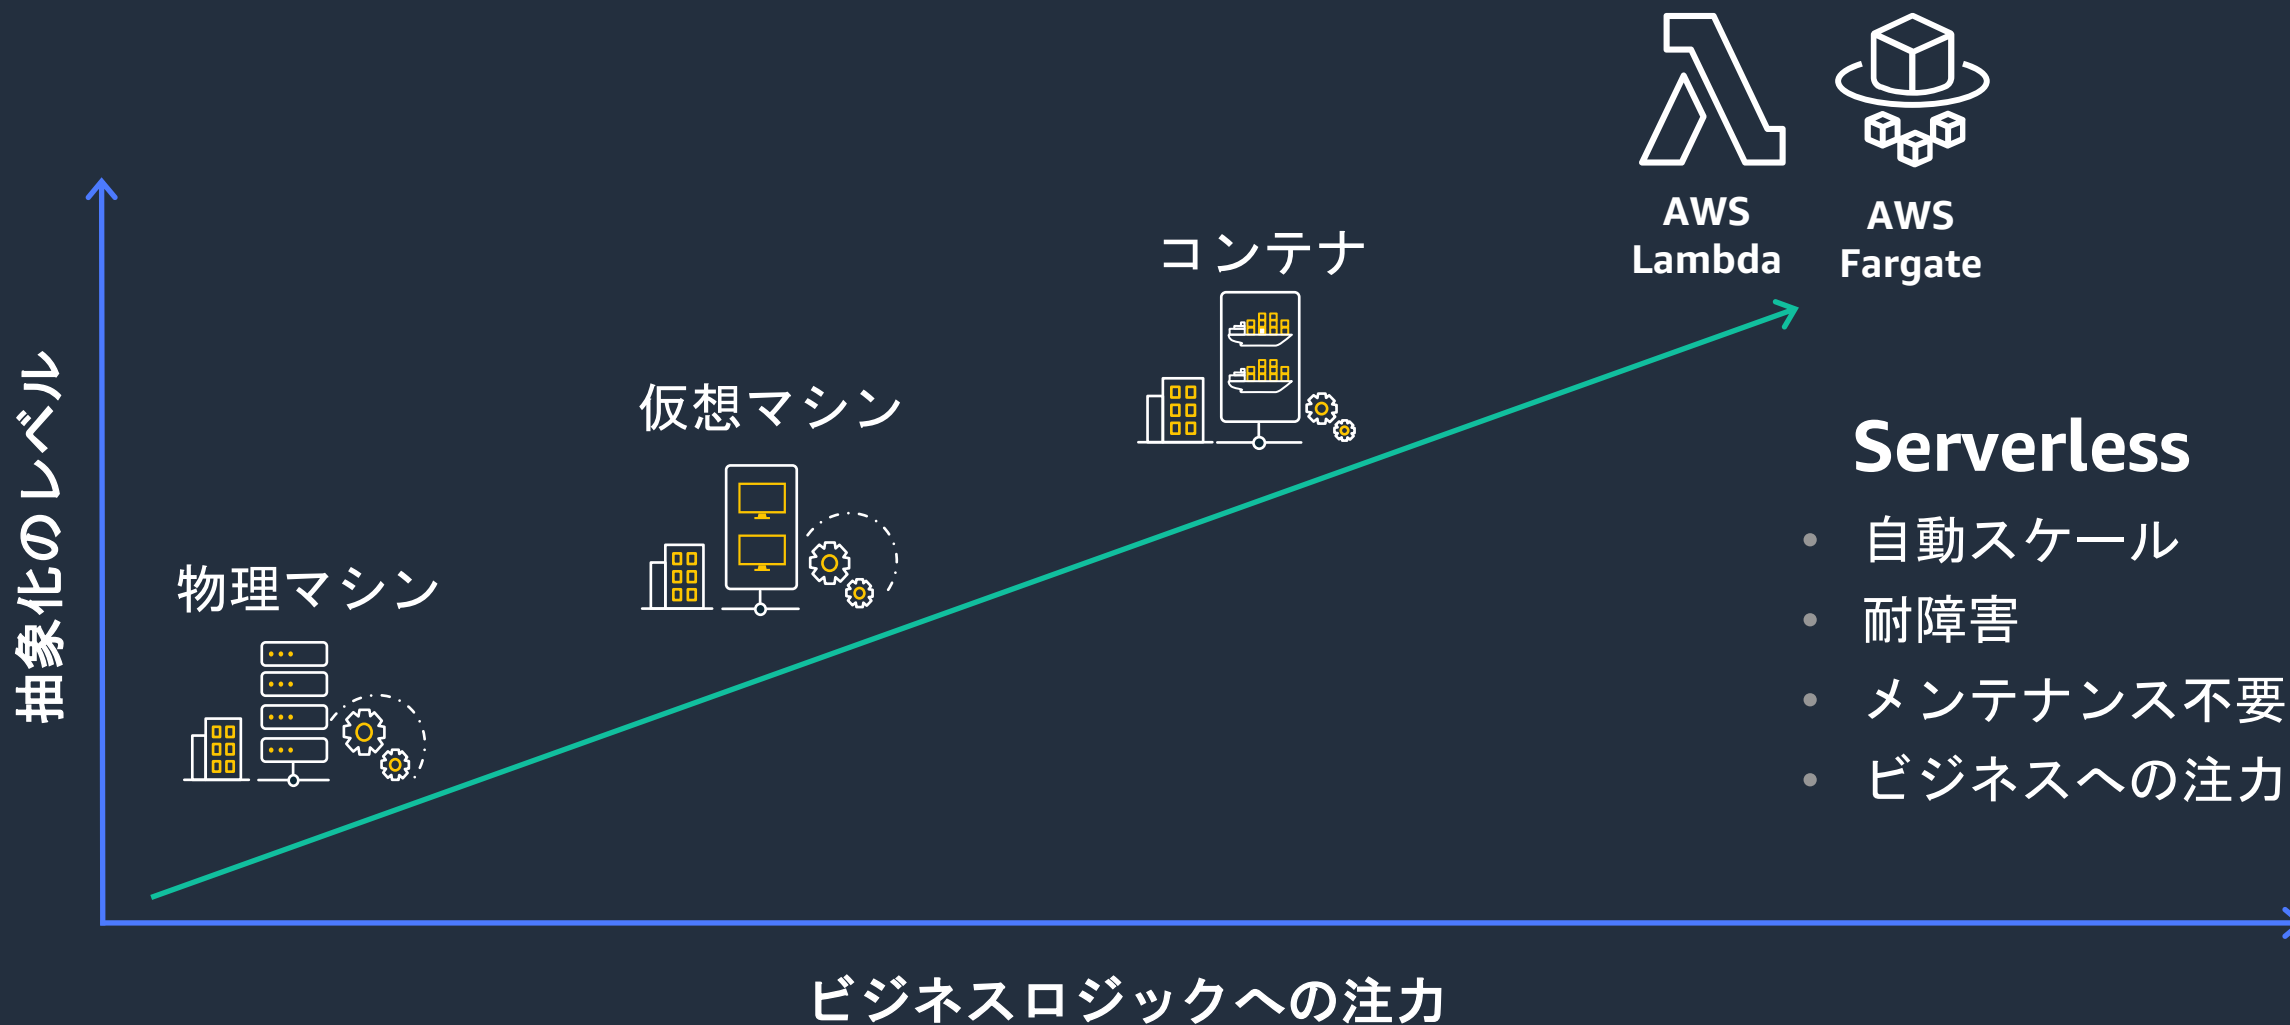 AWS
Lambda
AWS
Fargate
コンテナ
仮想マシン
物理マシン
抽象化のレベル
Serverless
• 自動スケール
• 耐障害
• メンテナンス不要
• ビジネスへの注力
ビジネスロジックへの注力